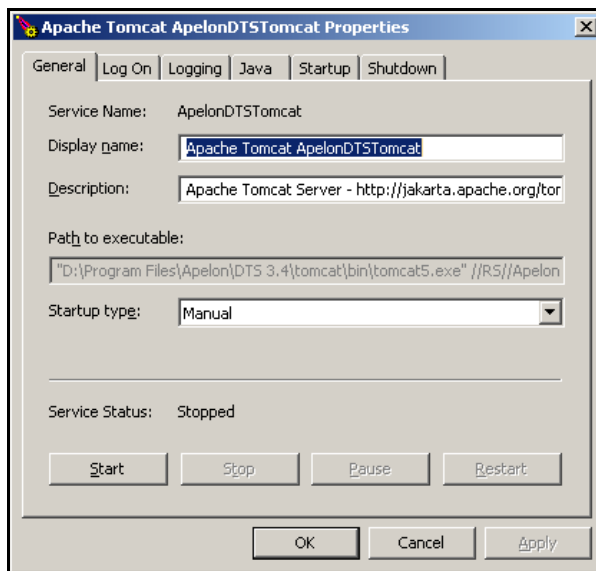 Apache Tomcat ApelonDTSTomcat Properties
General Log On Logging Java Startup Shutdown
Service Name: ApelonDTSTomcat
Display name: Apache Tomcat ApelonDTSTomcat
Description: Apache Tomcat Server - http://jakarta.apache.org/tor
Path to executable:
"D:\Program Files\Apelon\DTS 3.4\tomcat\bin\tomcat5.exe" //RS//Apelon
Startup type: Manual
Service Status: Stopped
Start Stop Pause Restart
OK Cancel Apply